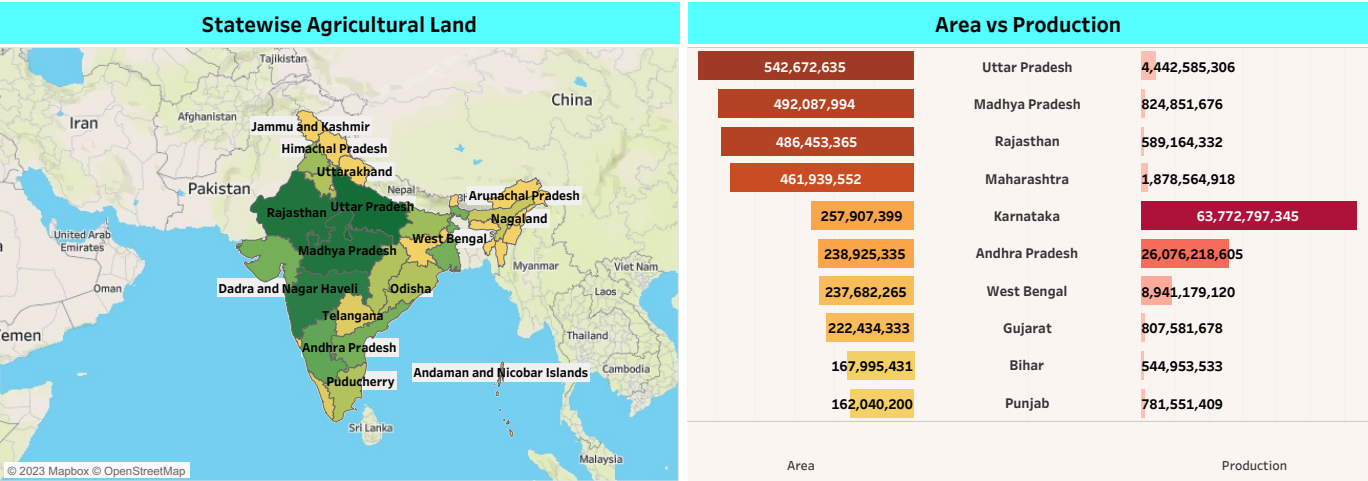 Statewise Agricultural Land
Tajikistan
China
Afghanistan
Iran
Jammu and Kashmir
Himachal Pradesh
Uttarakhand
Pakistan
Nepal
Arunachal Pradesh
Rajasthan
Uttar Pradesh
Nagaland
United Arab
Emirates
West Bengal
Madhya Pradesh
Myanmar
Viet Nam
Oman
Dadra and Nagar Haveli
Odisha
Laos
Telangana
emen
Thailand
Andhra Pradesh
Cambodia
Andaman and Nicobar Islands
Puducherry
Sri Lanka
Malaysia
© 2023 Mapbox © OpenStreetMap
Area vs Production
542,672,635 Uttar Pradesh 4,442,585,306
492,087,994 Madhya Pradesh 824,851,676
486,453,365 Rajasthan 589,164,332
461,939,552 Maharashtra 1,878,564,918
257,907,399 Karnataka 63,772,797,345
238,925,335 Andhra Pradesh 26,076,218,605
237,682,265 West Bengal 8,941,179,120
222,434,333 Gujarat 807,581,678
167,995,431 Bihar 544,953,533
162,040,200 Punjab 781,551,409
Area Production